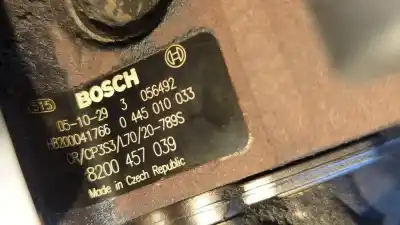 515
BOSCH
05-10-29 3 056492
H8200041766 0 445 010 033
CR/CP3S3/L70/20-789S
8200 457 039
Made in Czech Republic